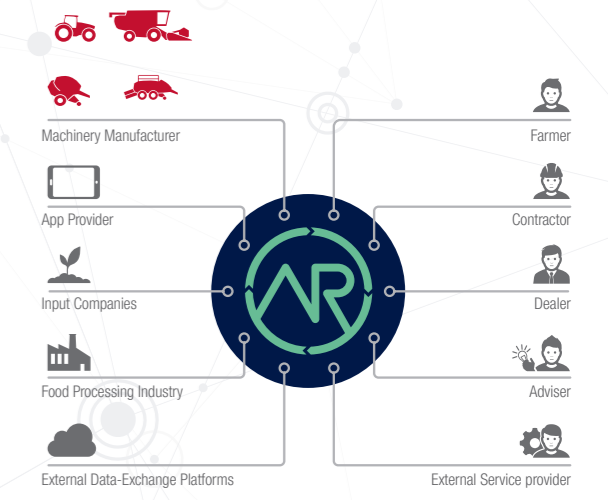 Machinery Manufacturer
Farmer
App Provider
Contractor
AR
Input Companies
Dealer
Food Processing Industry
Adviser
External Data-Exchange Platforms
External Service provider